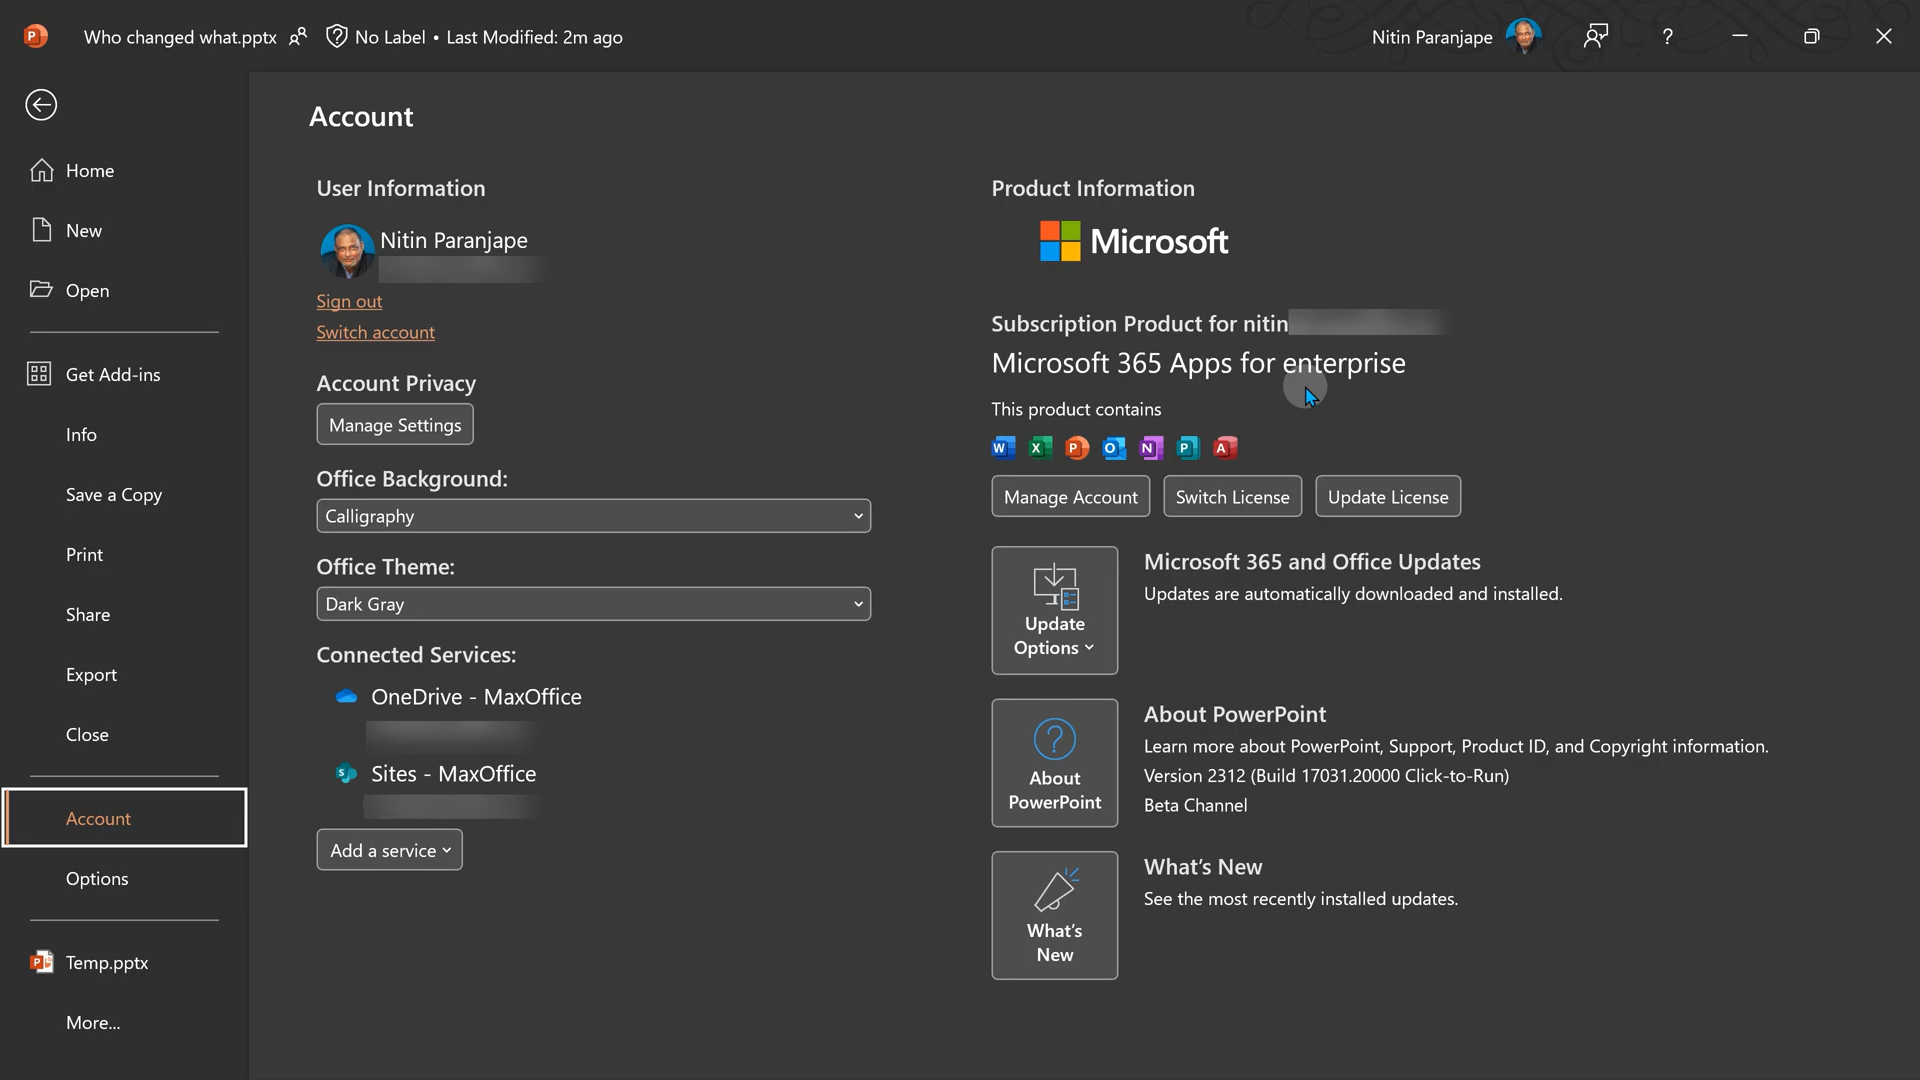 Who changed what.pptx No Label • Last Modified: 2m ago
Nitin Paranjape
?
Account
Home
New
Open
Get Add-ins
Info
Save a Copy
Print
Share
Export
Close
Account
Options
Temp.pptx
More...
User Information
Nitin Paranjape
Sign out
Switch account
Account Privacy
Manage Settings
Office Background:
Calligraphy
Office Theme:
Dark Gray
Connected Services:
OneDrive - MaxOffice
Sites - MaxOffice
Add a service
Product Information
Microsoft
Subscription Product for nitin
Microsoft 365 Apps for enterprise
This product contains
W X P O N P A
Manage Account Switch License Update License
Update
Options
Microsoft 365 and Office Updates
Updates are automatically downloaded and installed.
About
PowerPoint
About PowerPoint
Learn more about PowerPoint, Support, Product ID, and Copyright information.
Version 2312 (Build 17031.20000 Click-to-Run)
Beta Channel
What's
New
What's New
See the most recently installed updates.